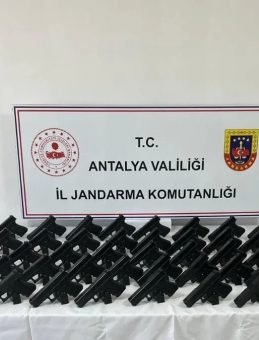 T.C.
ANTALYA VALİLİĞİ
İL JANDARMA KOMUTANLIĞI